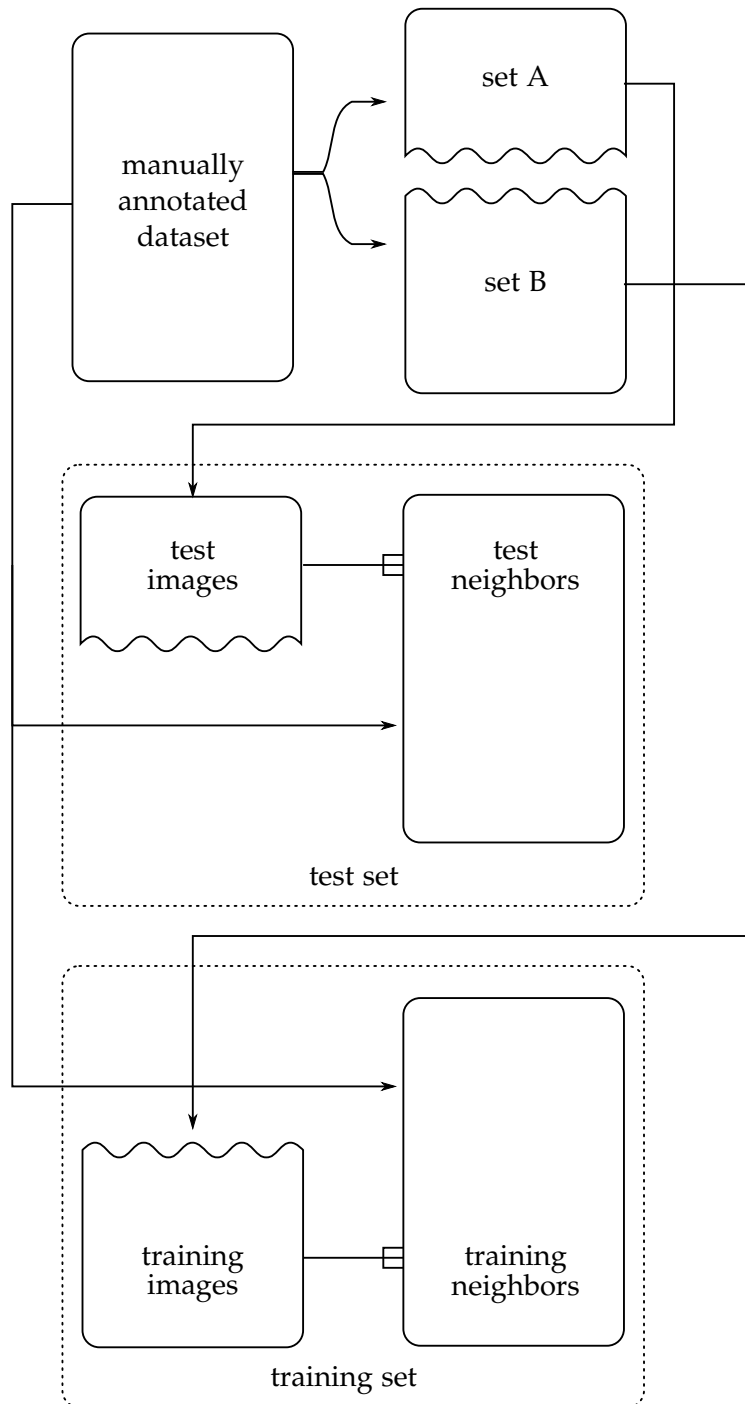 manually
annotated
dataset
set A
set B
test
images
test
neighbors
test set
training
images
training
neighbors
training set